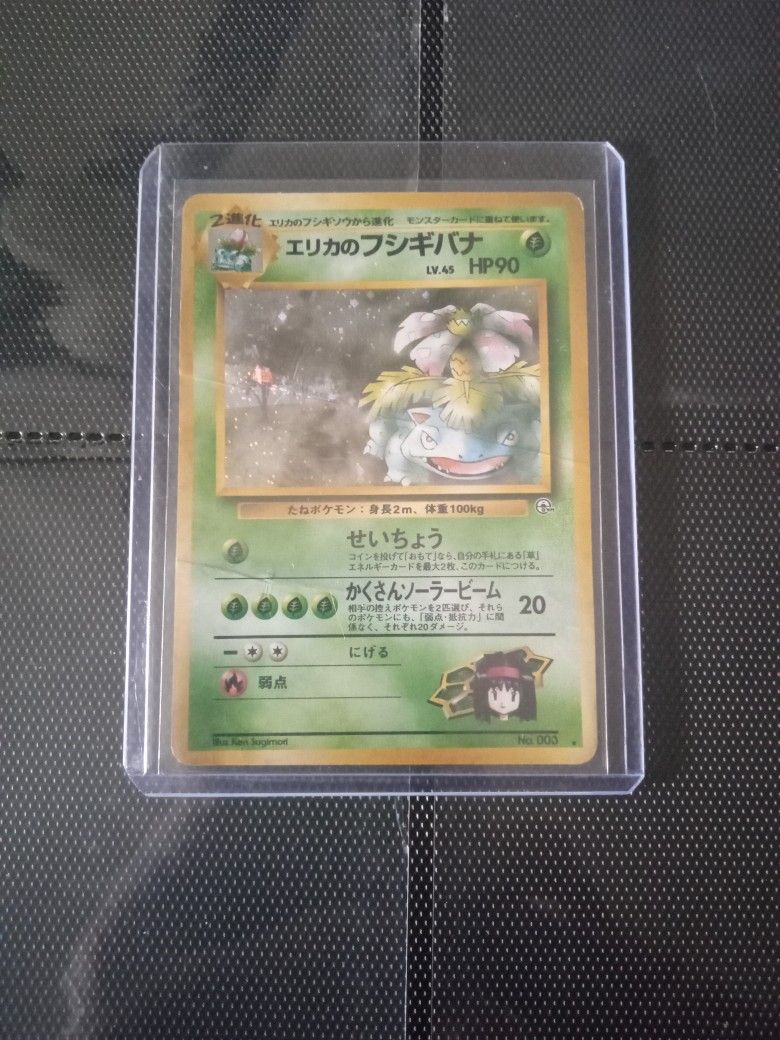 2進化 エリカのフシギソウから進化 モンスターカードに重ねて使います。
エリカのフシギバナ
LV.45 HP90
たねポケモン：身長2m、体重100kg
せいちょう
コインを投げて「おもて」なら、自分の手札にある「草」
エネルギーカードを最大2枚、このカードにつける。
かくさんソーラービーム 20
相手の控えポケモンを2匹選び、それら
のポケモンにも、「弱点・抵抗力」に関
係なく、それぞれ20ダメージ。
にげる
弱点
Illus. Ken Sugimori No. 003